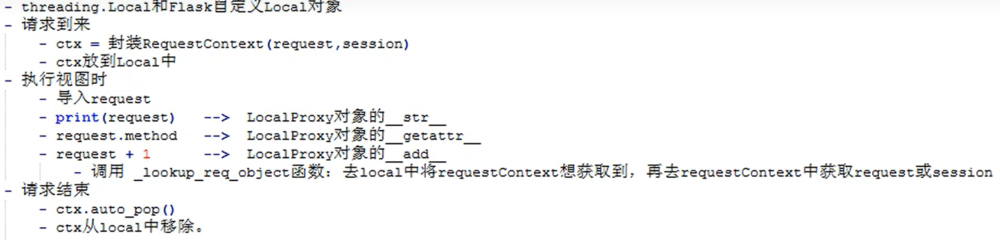 - threading.Local和Flask自定义Local对象
- 请求到来
- ctx = 封装RequestContext(request,session)
- ctx放到Local中
- 执行视图时
- 导入request
- print(request) --> LocalProxy对象的__str__
- request.method --> LocalProxy对象的__getattr__
- request + 1 --> LocalProxy对象的__add__
- 调用 _lookup_req_object函数：去local中将requestContext想获取到，再去requestContext中获取request或session
- 请求结束
- ctx.auto_pop()
- ctx从local中移除。